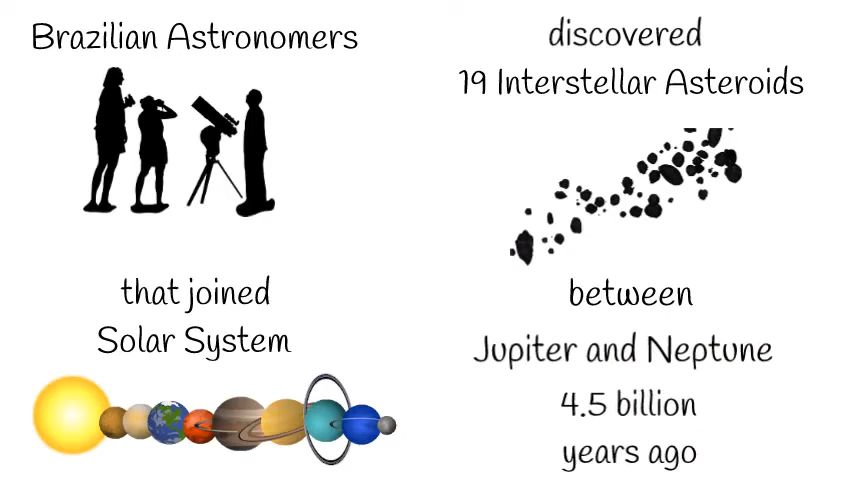 Brazilian Astronomers
discovered
19 Interstellar Asteroids
that joined
Solar System
between
Jupiter and Neptune
4.5 billion
years ago